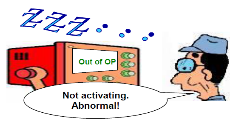 ZZZ...
Out of OP
Not activating.
Abnormal!